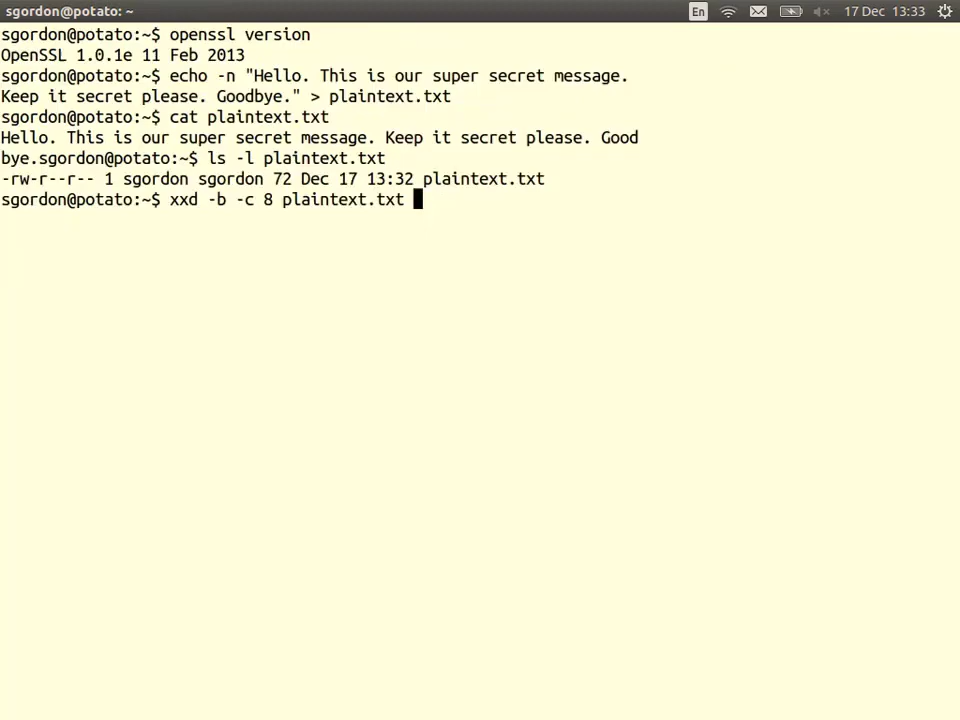 sgordon@potato: ~ En 17 Dec 13:33
sgordon@potato:~$ openssl version
OpenSSL 1.0.1e 11 Feb 2013
sgordon@potato:~$ echo -n "Hello. This is our super secret message.
Keep it secret please. Goodbye." > plaintext.txt
sgordon@potato:~$ cat plaintext.txt
Hello. This is our super secret message. Keep it secret please. Good
bye.sgordon@potato:~$ ls -l plaintext.txt
-rw-r--r-- 1 sgordon sgordon 72 Dec 17 13:32 plaintext.txt
sgordon@potato:~$ xxd -b -c 8 plaintext.txt